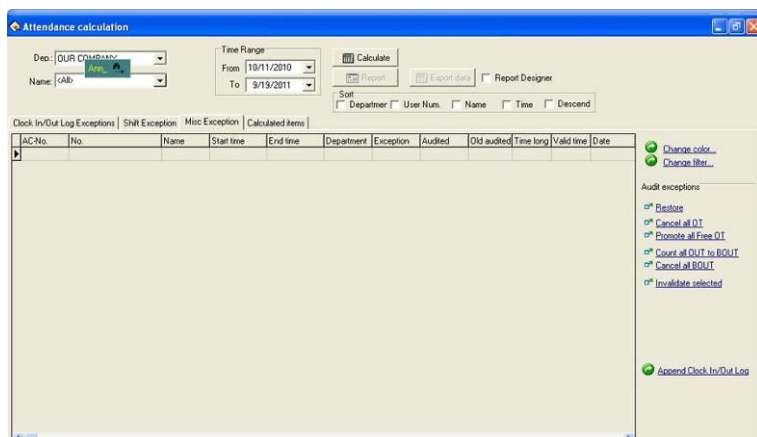 Attendance calculation
Dep.: OUR COMPANY
Ann_
Name: <All>
Time Range
From 10/11/2010
To 9/19/2011
Calculate
Report
Export data
Report Designer
Sort
Departmer User Num. Name Time Descend
Clock In/Out Log Exceptions Shift Exception Misc Exception Calculated items
AC-No. No. Name Start time End time Department Exception Audited Old audited Time long Valid time Date
Change color...
Change filter...
Audit exceptions
Restore
Cancel all OT
Promote all Free OT
Count all OUT to BOUT
Cancel all BOUT
Invalidate selected
Append Clock In/Out Log